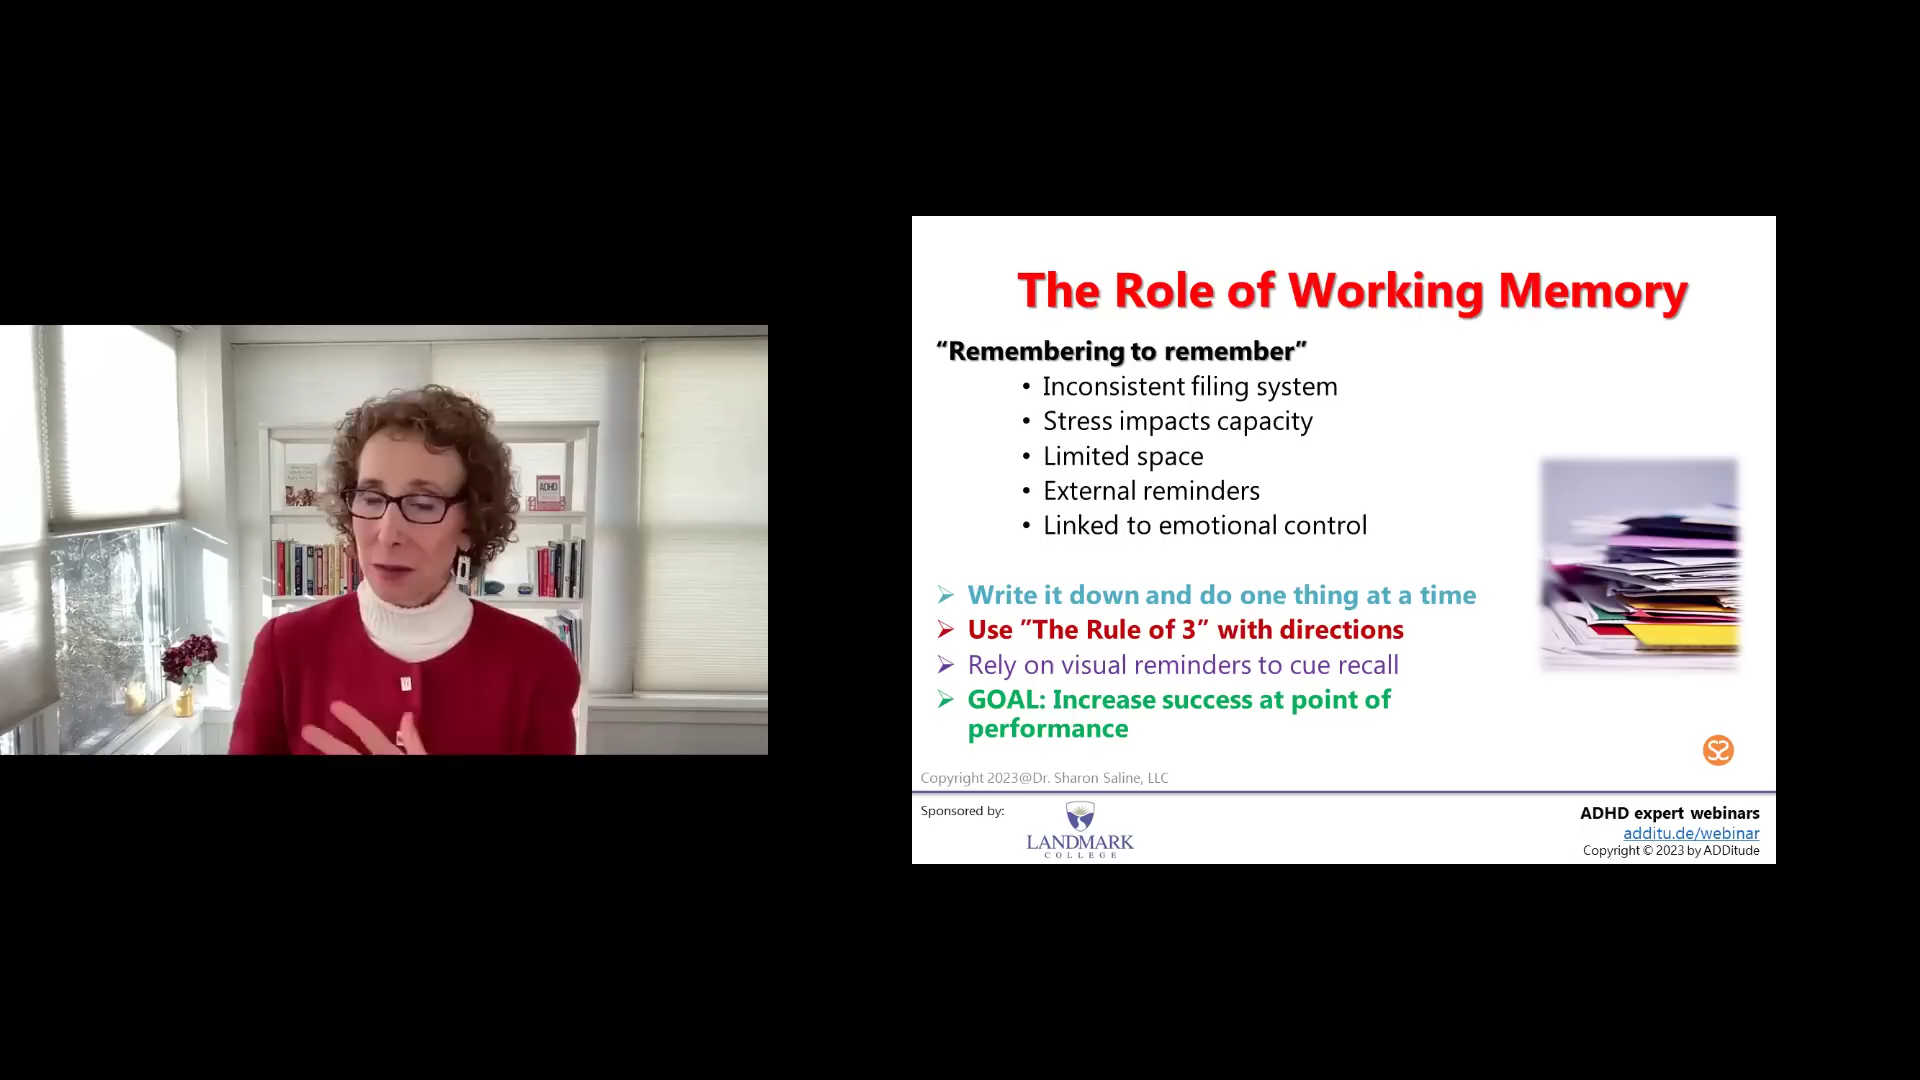 ADHD
The Role of Working Memory
“Remembering to remember”
• Inconsistent filing system
• Stress impacts capacity
• Limited space
• External reminders
• Linked to emotional control
➢ Write it down and do one thing at a time
➢ Use ”The Rule of 3” with directions
➢ Rely on visual reminders to cue recall
➢ GOAL: Increase success at point of
performance
Copyright 2023@Dr. Sharon Saline, LLC
Sponsored by:
LANDMARK
COLLEGE
ADHD expert webinars
additu.de/webinar
Copyright © 2023 by ADDitude